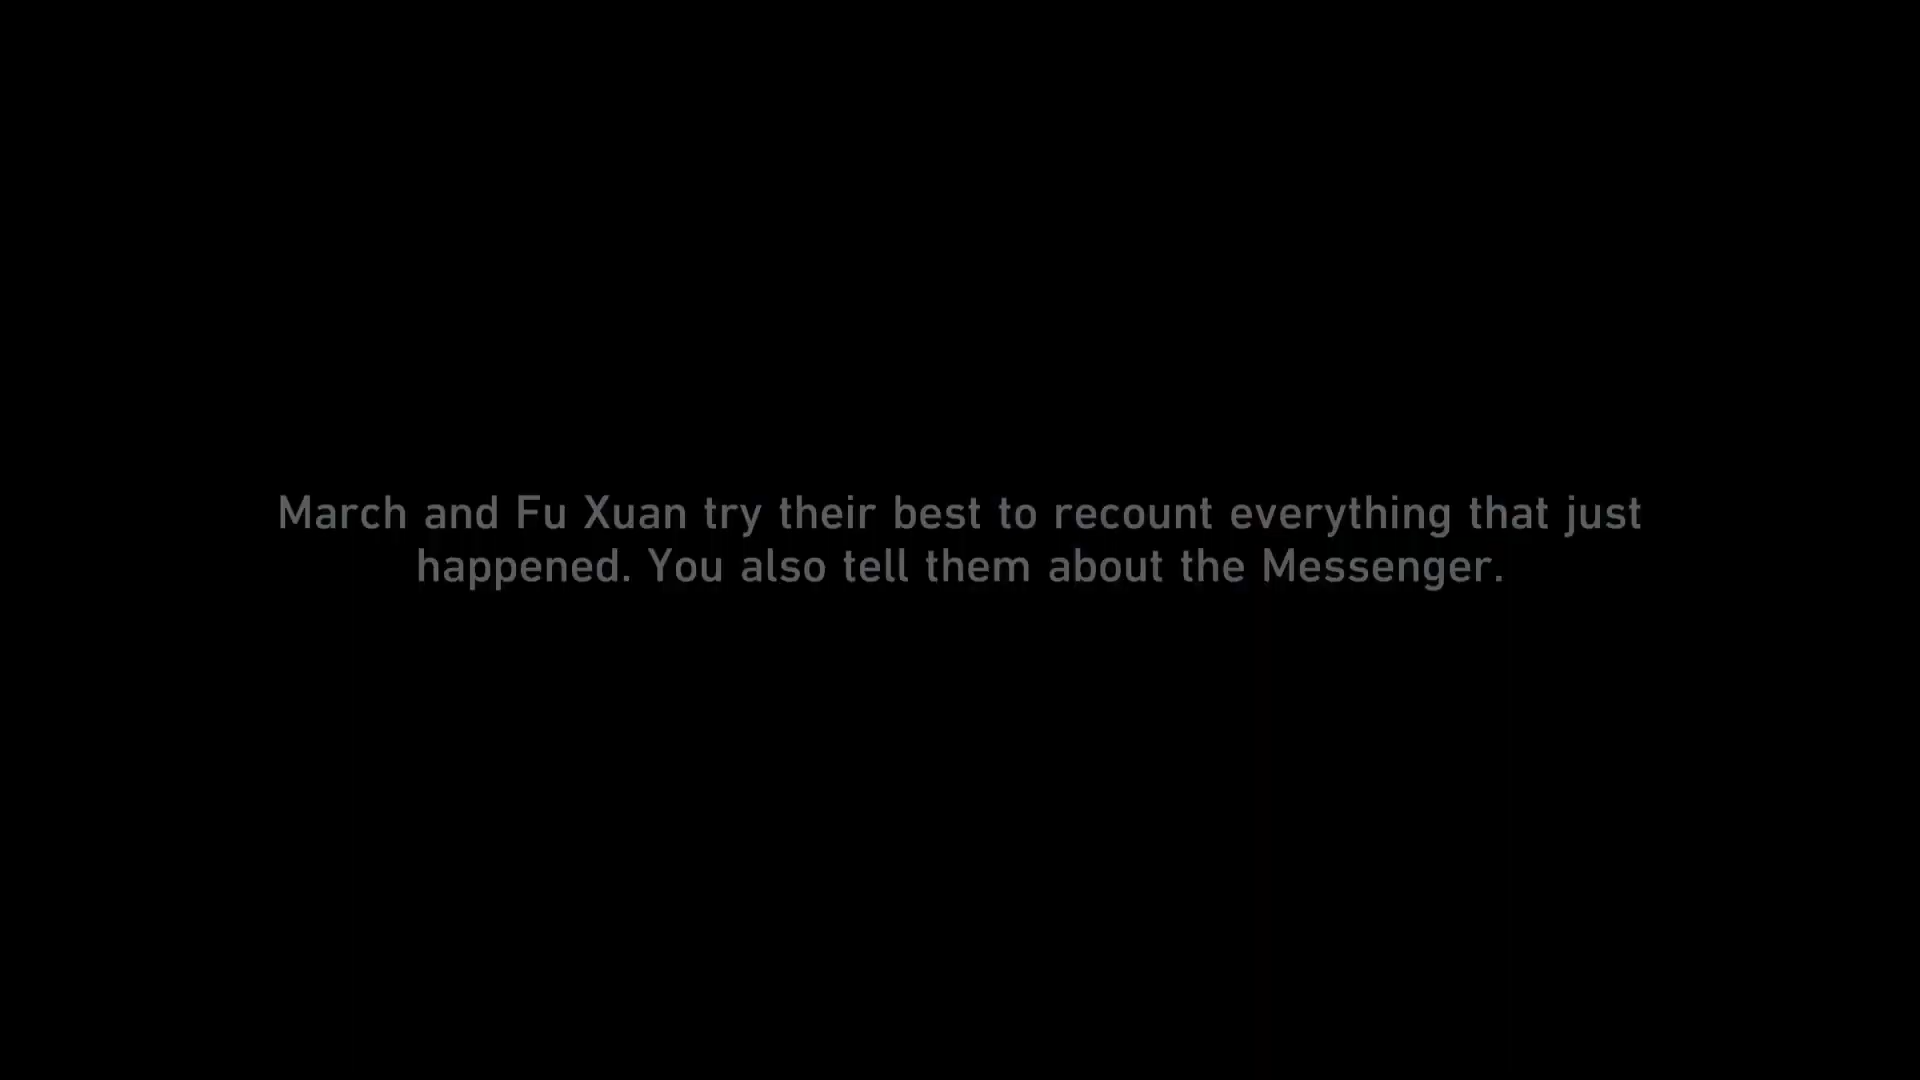 March and Fu Xuan try their best to recount everything that just
happened. You also tell them about the Messenger.